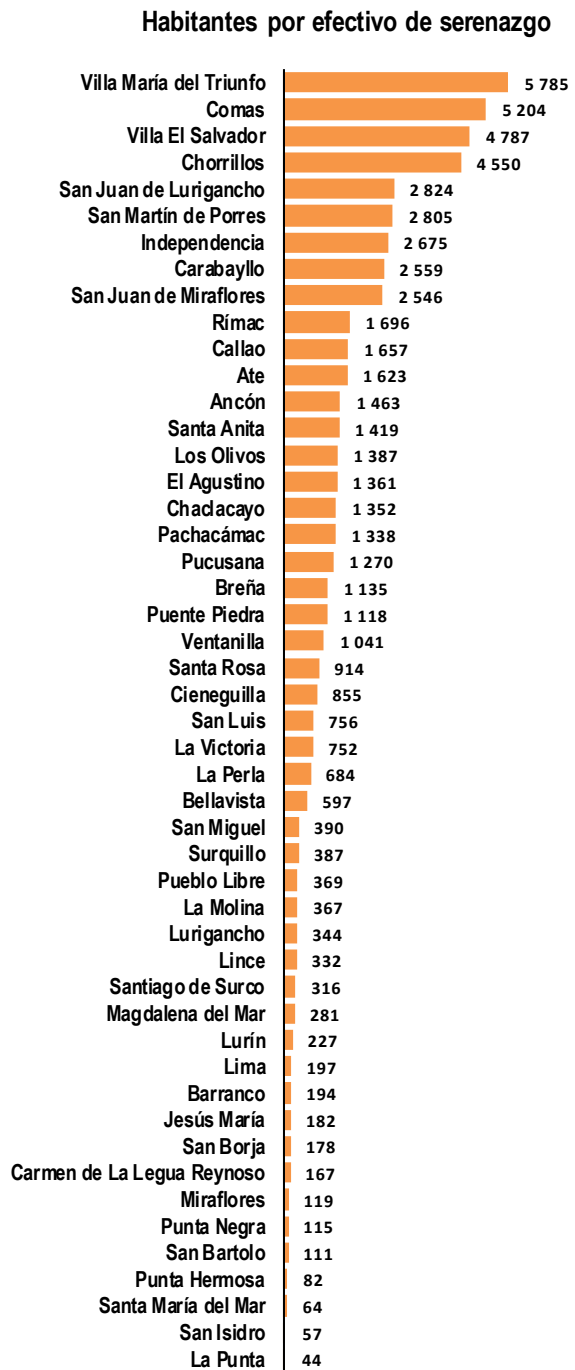 Habitantes por efectivo de serenazgo
Villa María del Triunfo 5 785
Comas 5 204
Villa El Salvador 4 787
Chorrillos 4 550
San Juan de Lurigancho 2 824
San Martín de Porres 2 805
Independencia 2 675
Carabayllo 2 559
San Juan de Miraflores 2 546
Rímac 1 696
Callao 1 657
Ate 1 623
Ancón 1 463
Santa Anita 1 419
Los Olivos 1 387
El Agustino 1 361
Chaclacayo 1 352
Pachacámac 1 338
Pucusana 1 270
Breña 1 135
Puente Piedra 1 118
Ventanilla 1 041
Santa Rosa 914
Cieneguilla 855
San Luis 756
La Victoria 752
La Perla 684
Bellavista 597
San Miguel 390
Surquillo 387
Pueblo Libre 369
La Molina 367
Lurigancho 344
Lince 332
Santiago de Surco 316
Magdalena del Mar 281
Lurín 227
Lima 197
Barranco 194
Jesús María 182
San Borja 178
Carmen de La Legua Reynoso 167
Miraflores 119
Punta Negra 115
San Bartolo 111
Punta Hermosa 82
Santa María del Mar 64
San Isidro 57
La Punta 44